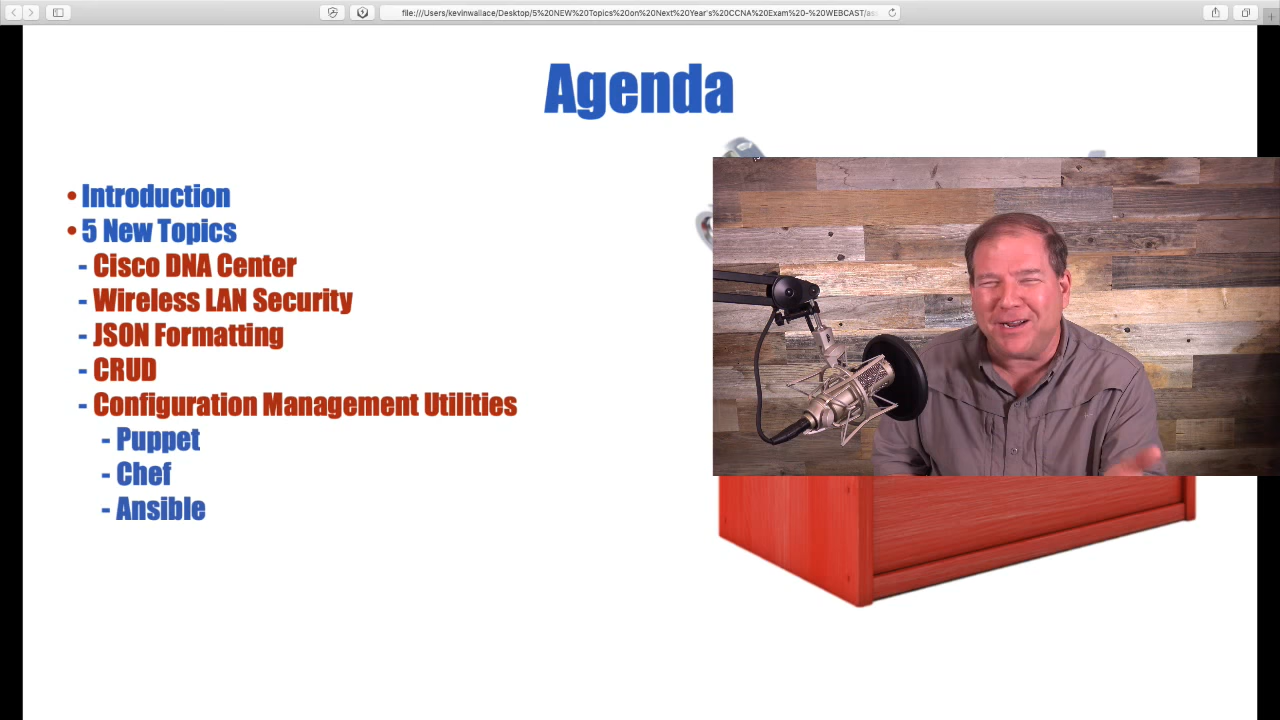 file:///Users/kevinwallace/Desktop/5%20NEW%20Topics%20on%20Next%20Year's%20CCNA%20Exam%20-%20WEBCAST/as
Agenda
• Introduction
• 5 New Topics
- Cisco DNA Center
- Wireless LAN Security
- JSON Formatting
- CRUD
- Configuration Management Utilities
- Puppet
- Chef
- Ansible